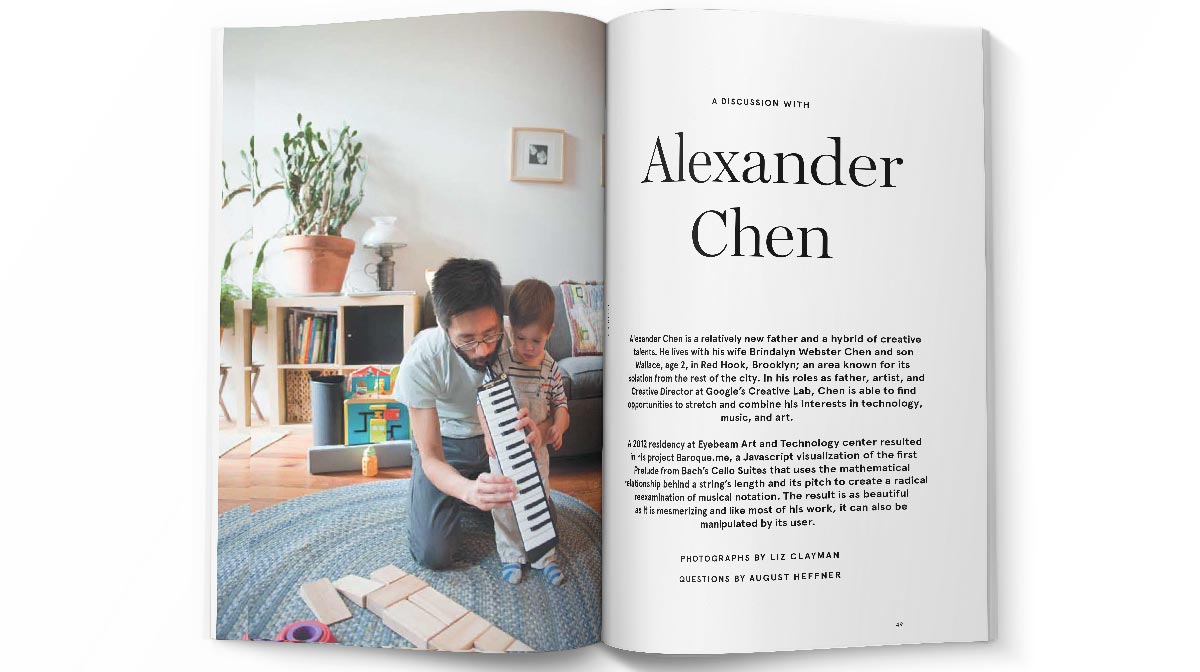 A DISCUSSION WITH
Alexander
Chen
Alexander Chen is a relatively new father and a hybrid of creative
talents. He lives with his wife Brindalyn Webster Chen and son
Wallace, age 2, in Red Hook, Brooklyn; an area known for its
isolation from the rest of the city. In his roles as father, artist, and
Creative Director at Google's Creative Lab, Chen is able to find
opportunities to stretch and combine his interests in technology,
music, and art.
A 2012 residency at Eyebeam Art and Technology center resulted
in his project Baroque.me, a Javascript visualization of the first
Prelude from Bach's Cello Suites that uses the mathematical
relationship behind a string's length and its pitch to create a radical
reexamination of musical notation. The result is as beautiful
as it is mesmerizing and like most of his work, it can also be
manipulated by its user.
PHOTOGRAPHS BY LIZ CLAYMAN
QUESTIONS BY AUGUST HEFFNER
49